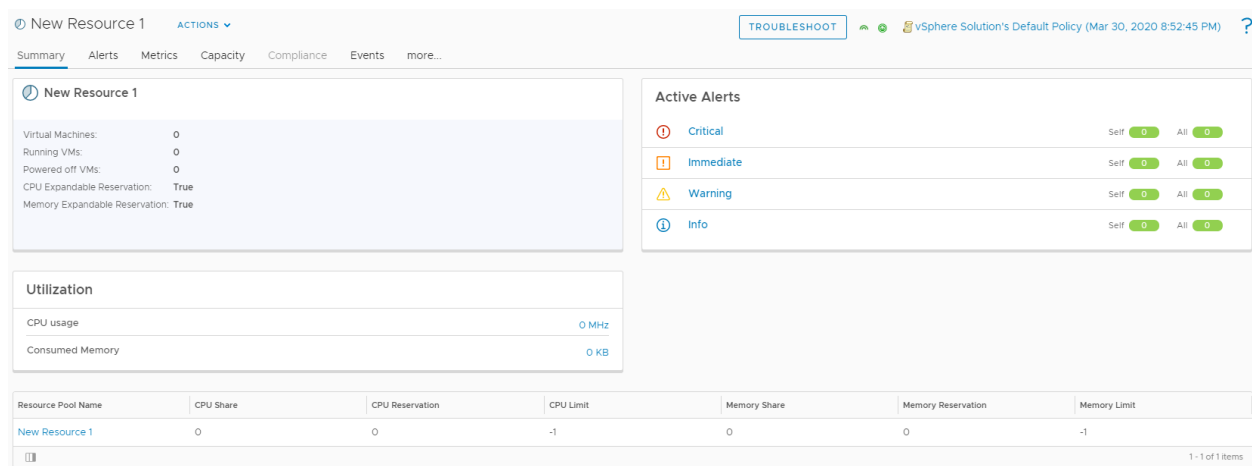 New Resource 1 ACTIONS TROUBLESHOOT vSphere Solution's Default Policy (Mar 30, 2020 8:52:45 PM) ?
Summary Alerts Metrics Capacity Compliance Events more...
New Resource 1
Virtual Machines: 0
Running VMs: 0
Powered off VMs: 0
CPU Expandable Reservation: True
Memory Expandable Reservation: True
Active Alerts
Critical Self 0 All 0
Immediate Self 0 All 0
Warning Self 0 All 0
Info Self 0 All 0
Utilization
CPU usage 0 MHz
Consumed Memory 0 KB
Resource Pool Name CPU Share CPU Reservation CPU Limit Memory Share Memory Reservation Memory Limit
New Resource 1 0 0 -1 0 0 -1
1 - 1 of 1 items